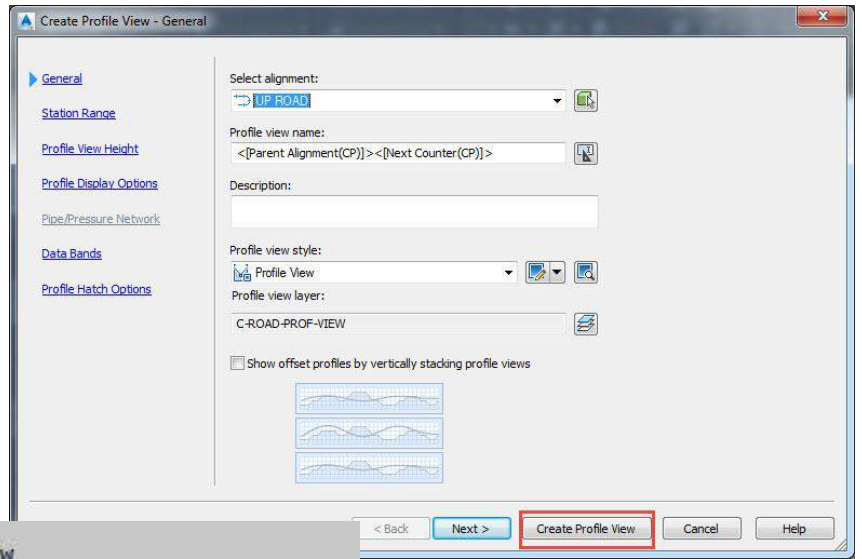 Create Profile View - General
General
Station Range
Profile View Height
Profile Display Options
Pipe/Pressure Network
Data Bands
Profile Hatch Options
Select alignment:
UP ROAD
Profile view name:
<[Parent Alignment(CP)]><[Next Counter(CP)]>
Description:
Profile view style:
Profile View
Profile view layer:
C-ROAD-PROF-VIEW
Show offset profiles by vertically stacking profile views
< Back
Next >
Create Profile View
Cancel
Help